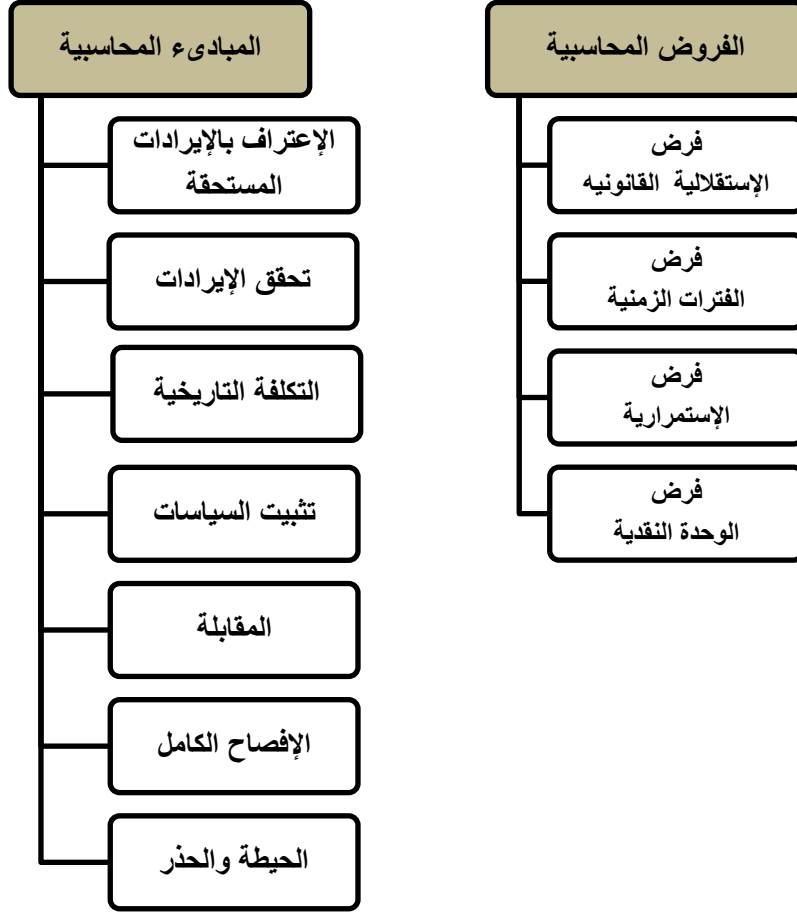 الفروض المحاسبية
فرض
الإستقلالية القانونيه
فرض
الفترات الزمنية
فرض
الإستمرارية
فرض
الوحدة النقدية
المبادىء المحاسبية
الإعتراف بالإيرادات
المستحقة
تحقق الإيرادات
التكلفة التاريخية
تثبيت السياسات
المقابلة
الإفصاح الكامل
الحيطة والحذر